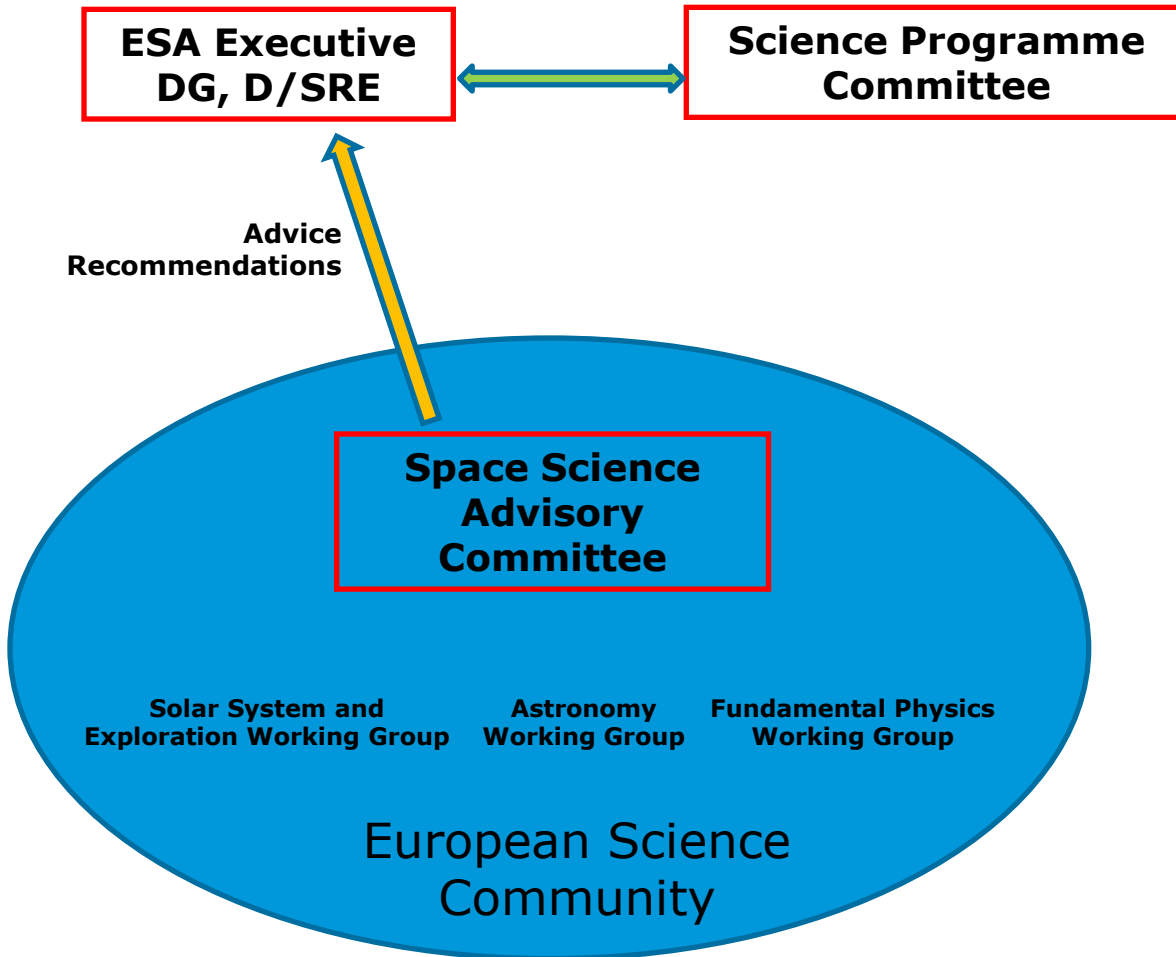 ESA Executive
DG, D/SRE
Science Programme
Committee
Advice
Recommendations
Space Science
Advisory
Committee
Solar System and
Exploration Working Group
Astronomy
Working Group
Fundamental Physics
Working Group
European Science
Community